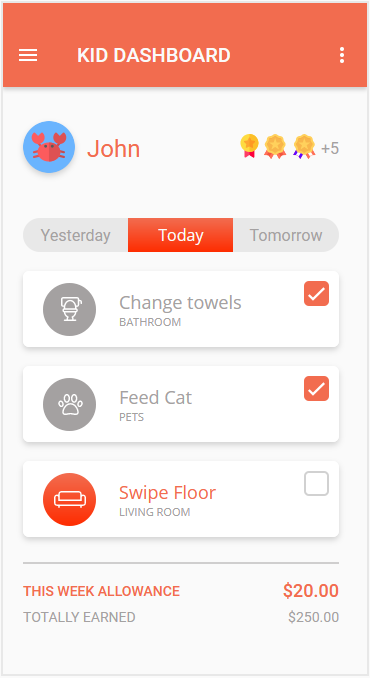 KID DASHBOARD
John
+5
Yesterday Today Tomorrow
Change towels
BATHROOM
Feed Cat
PETS
Swipe Floor
LIVING ROOM
THIS WEEK ALLOWANCE $20.00
TOTALLY EARNED $250.00